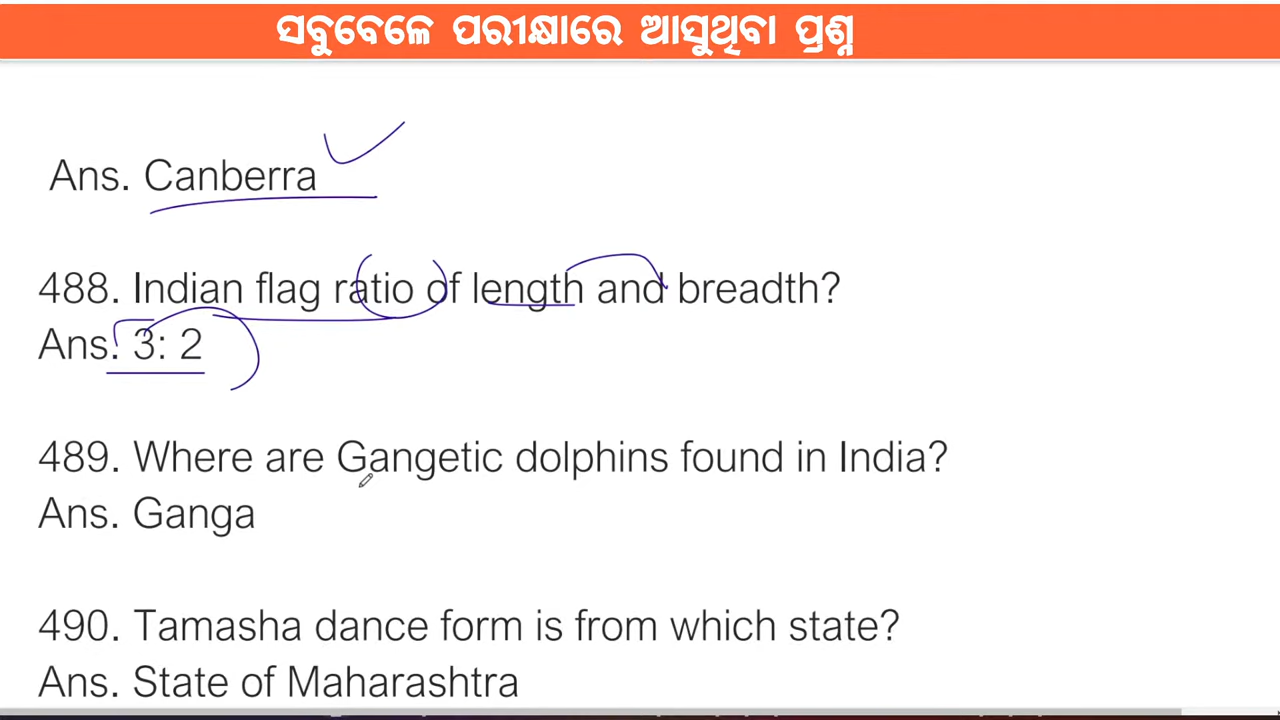 ସବୁବେଳେ ପରୀକ୍ଷାରେ ଆସୁଥିବା ପ୍ରଶ୍ନ
Ans. Canberra
488. Indian flag ratio of length and breadth?
Ans. 3: 2
489. Where are Gangetic dolphins found in India?
Ans. Ganga
490. Tamasha dance form is from which state?
Ans. State of Maharashtra